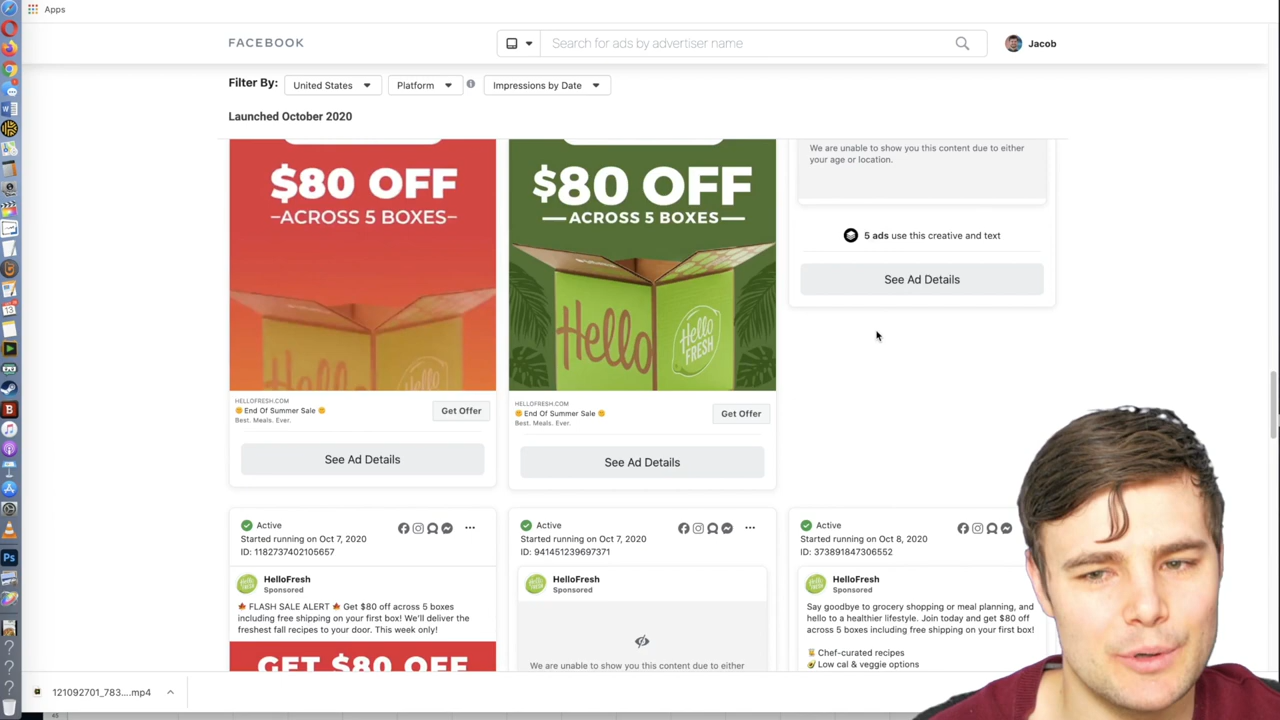 Apps
FACEBOOK
Search for ads by advertiser name
Jacob
Filter By:
United States
Platform
Impressions by Date
Launched October 2020
$80 OFF
–ACROSS 5 BOXES–
HELLOFRESH.COM
End Of Summer Sale
Best. Meals. Ever.
Get Offer
See Ad Details
$80 OFF
ACROSS 5 BOXES
Hello
Hello
FRESH
HELLOFRESH.COM
End Of Summer Sale
Best. Meals. Ever.
Get Offer
See Ad Details
We are unable to show you this content due to either
your age or location.
5 ads use this creative and text
See Ad Details
Active
Started running on Oct 7, 2020
ID: 1182737402105657
HelloFresh
Sponsored
🍁 FLASH SALE ALERT 🍁 Get $80 off across 5 boxes
including free shipping on your first box! We'll deliver the
freshest fall recipes to your door. This week only!
GET $80 OFF
Active
Started running on Oct 7, 2020
ID: 941451239697371
HelloFresh
Sponsored
We are unable to show you this content due to either
Active
Started running on Oct 8, 2020
ID: 373891847306552
HelloFresh
Sponsored
Say goodbye to grocery shopping or meal planning, and
hello to a healthier lifestyle. Join today and get $80 off
across 5 boxes including free shipping on your first box!
Chef-curated recipes
🥑 Low cal & veggie options
121092701_783....mp4
45